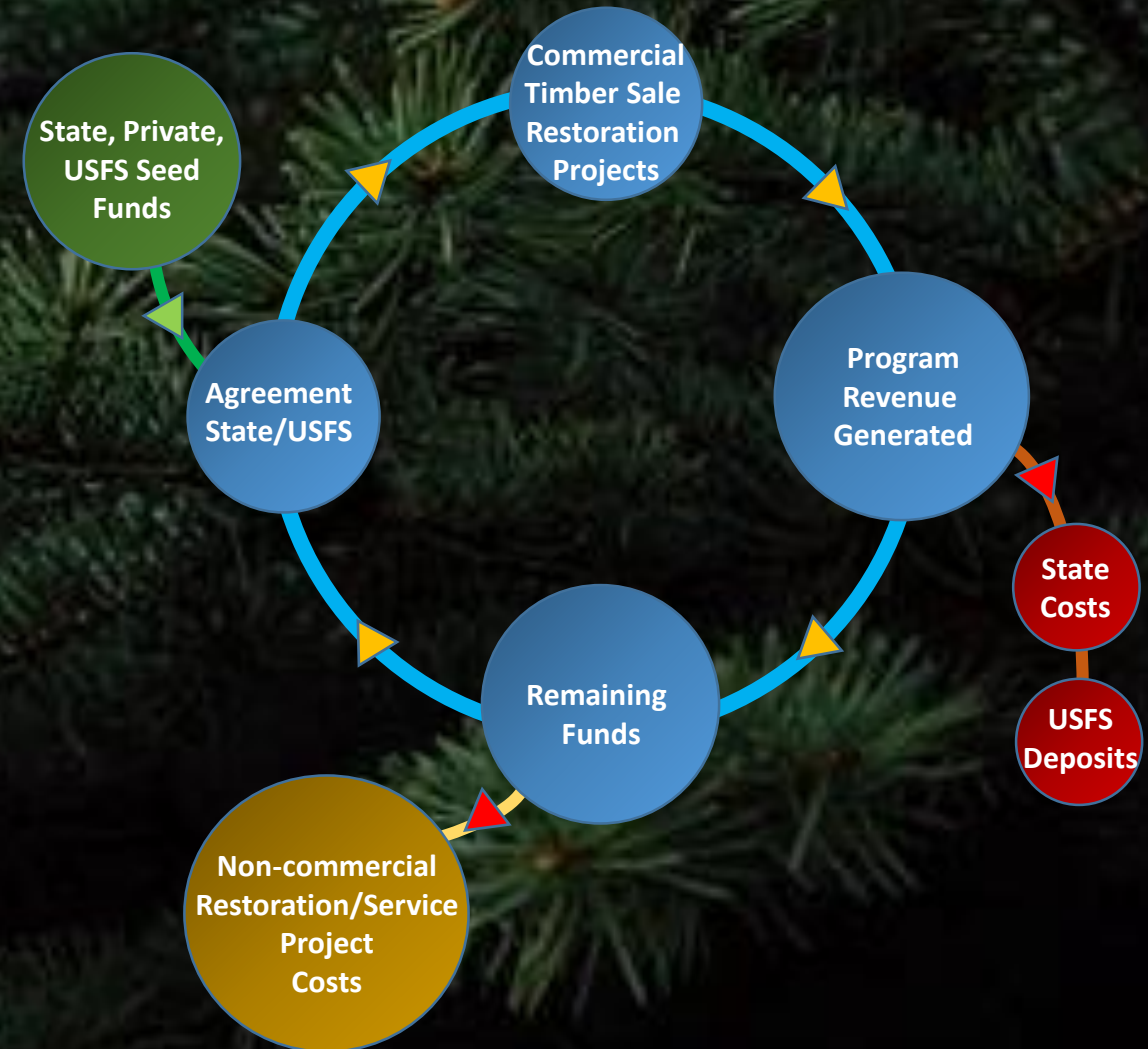 Commercial
Timber Sale
Restoration
Projects
State, Private,
USFS Seed
Funds
Agreement
State/USFS
Program
Revenue
Generated
State
Costs
USFS
Deposits
Remaining
Funds
Non-commercial
Restoration/Service
Project
Costs